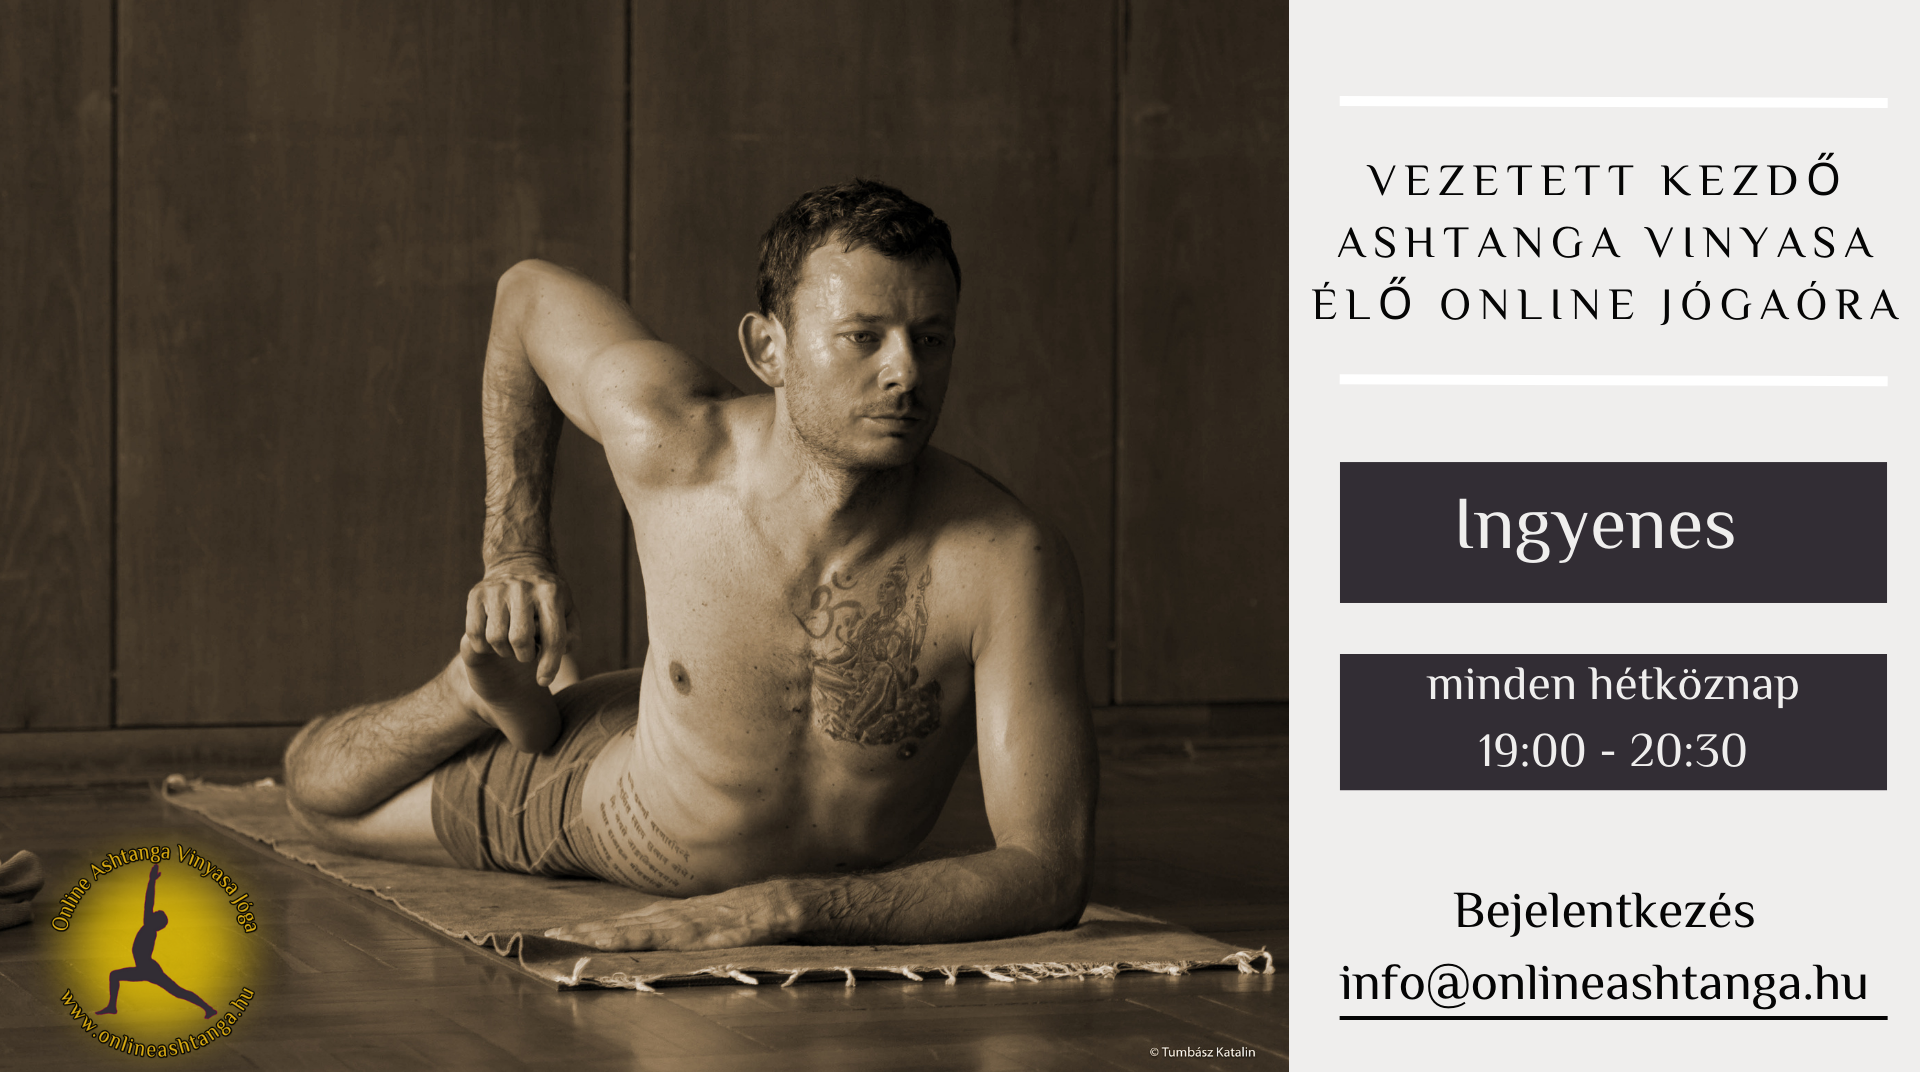 VEZETETT KEZDŐ
ASHTANGA VINYASA
ÉLŐ ONLINE JÓGAÓRA
Ingyenes
minden hétköznap
19:00 - 20:30
Bejelentkezés
info@onlineashtanga.hu
Online Ashtanga Vinyasa Jóga
www.onlineashtanga.hu
© Tumbász Katalin